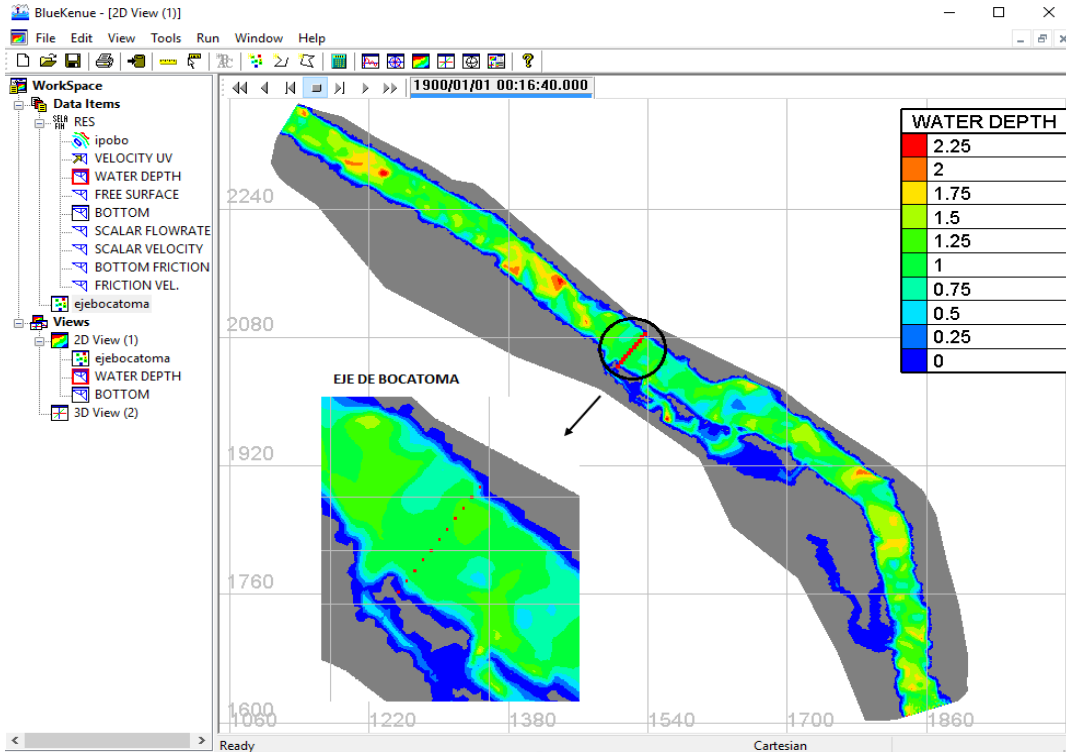 BlueKenue - [2D View (1)]
File Edit View Tools Run Window Help
WorkSpace
Data Items
SELA
FIH
RES
ipobo
VELOCITY UV
WATER DEPTH
FREE SURFACE
BOTTOM
SCALAR FLOWRATE
SCALAR VELOCITY
BOTTOM FRICTION
FRICTION VEL.
ejebocatoma
Views
2D View (1)
ejebocatoma
WATER DEPTH
BOTTOM
3D View (2)
1900/01/01 00:16:40.000
WATER DEPTH
2.25
2
1.75
1.5
1.25
1
0.75
0.5
0.25
0
2240
2080
1920
1760
1600
EJE DE BOCATOMA
1060 1220 1380 1540 1700 1860
Ready Cartesian